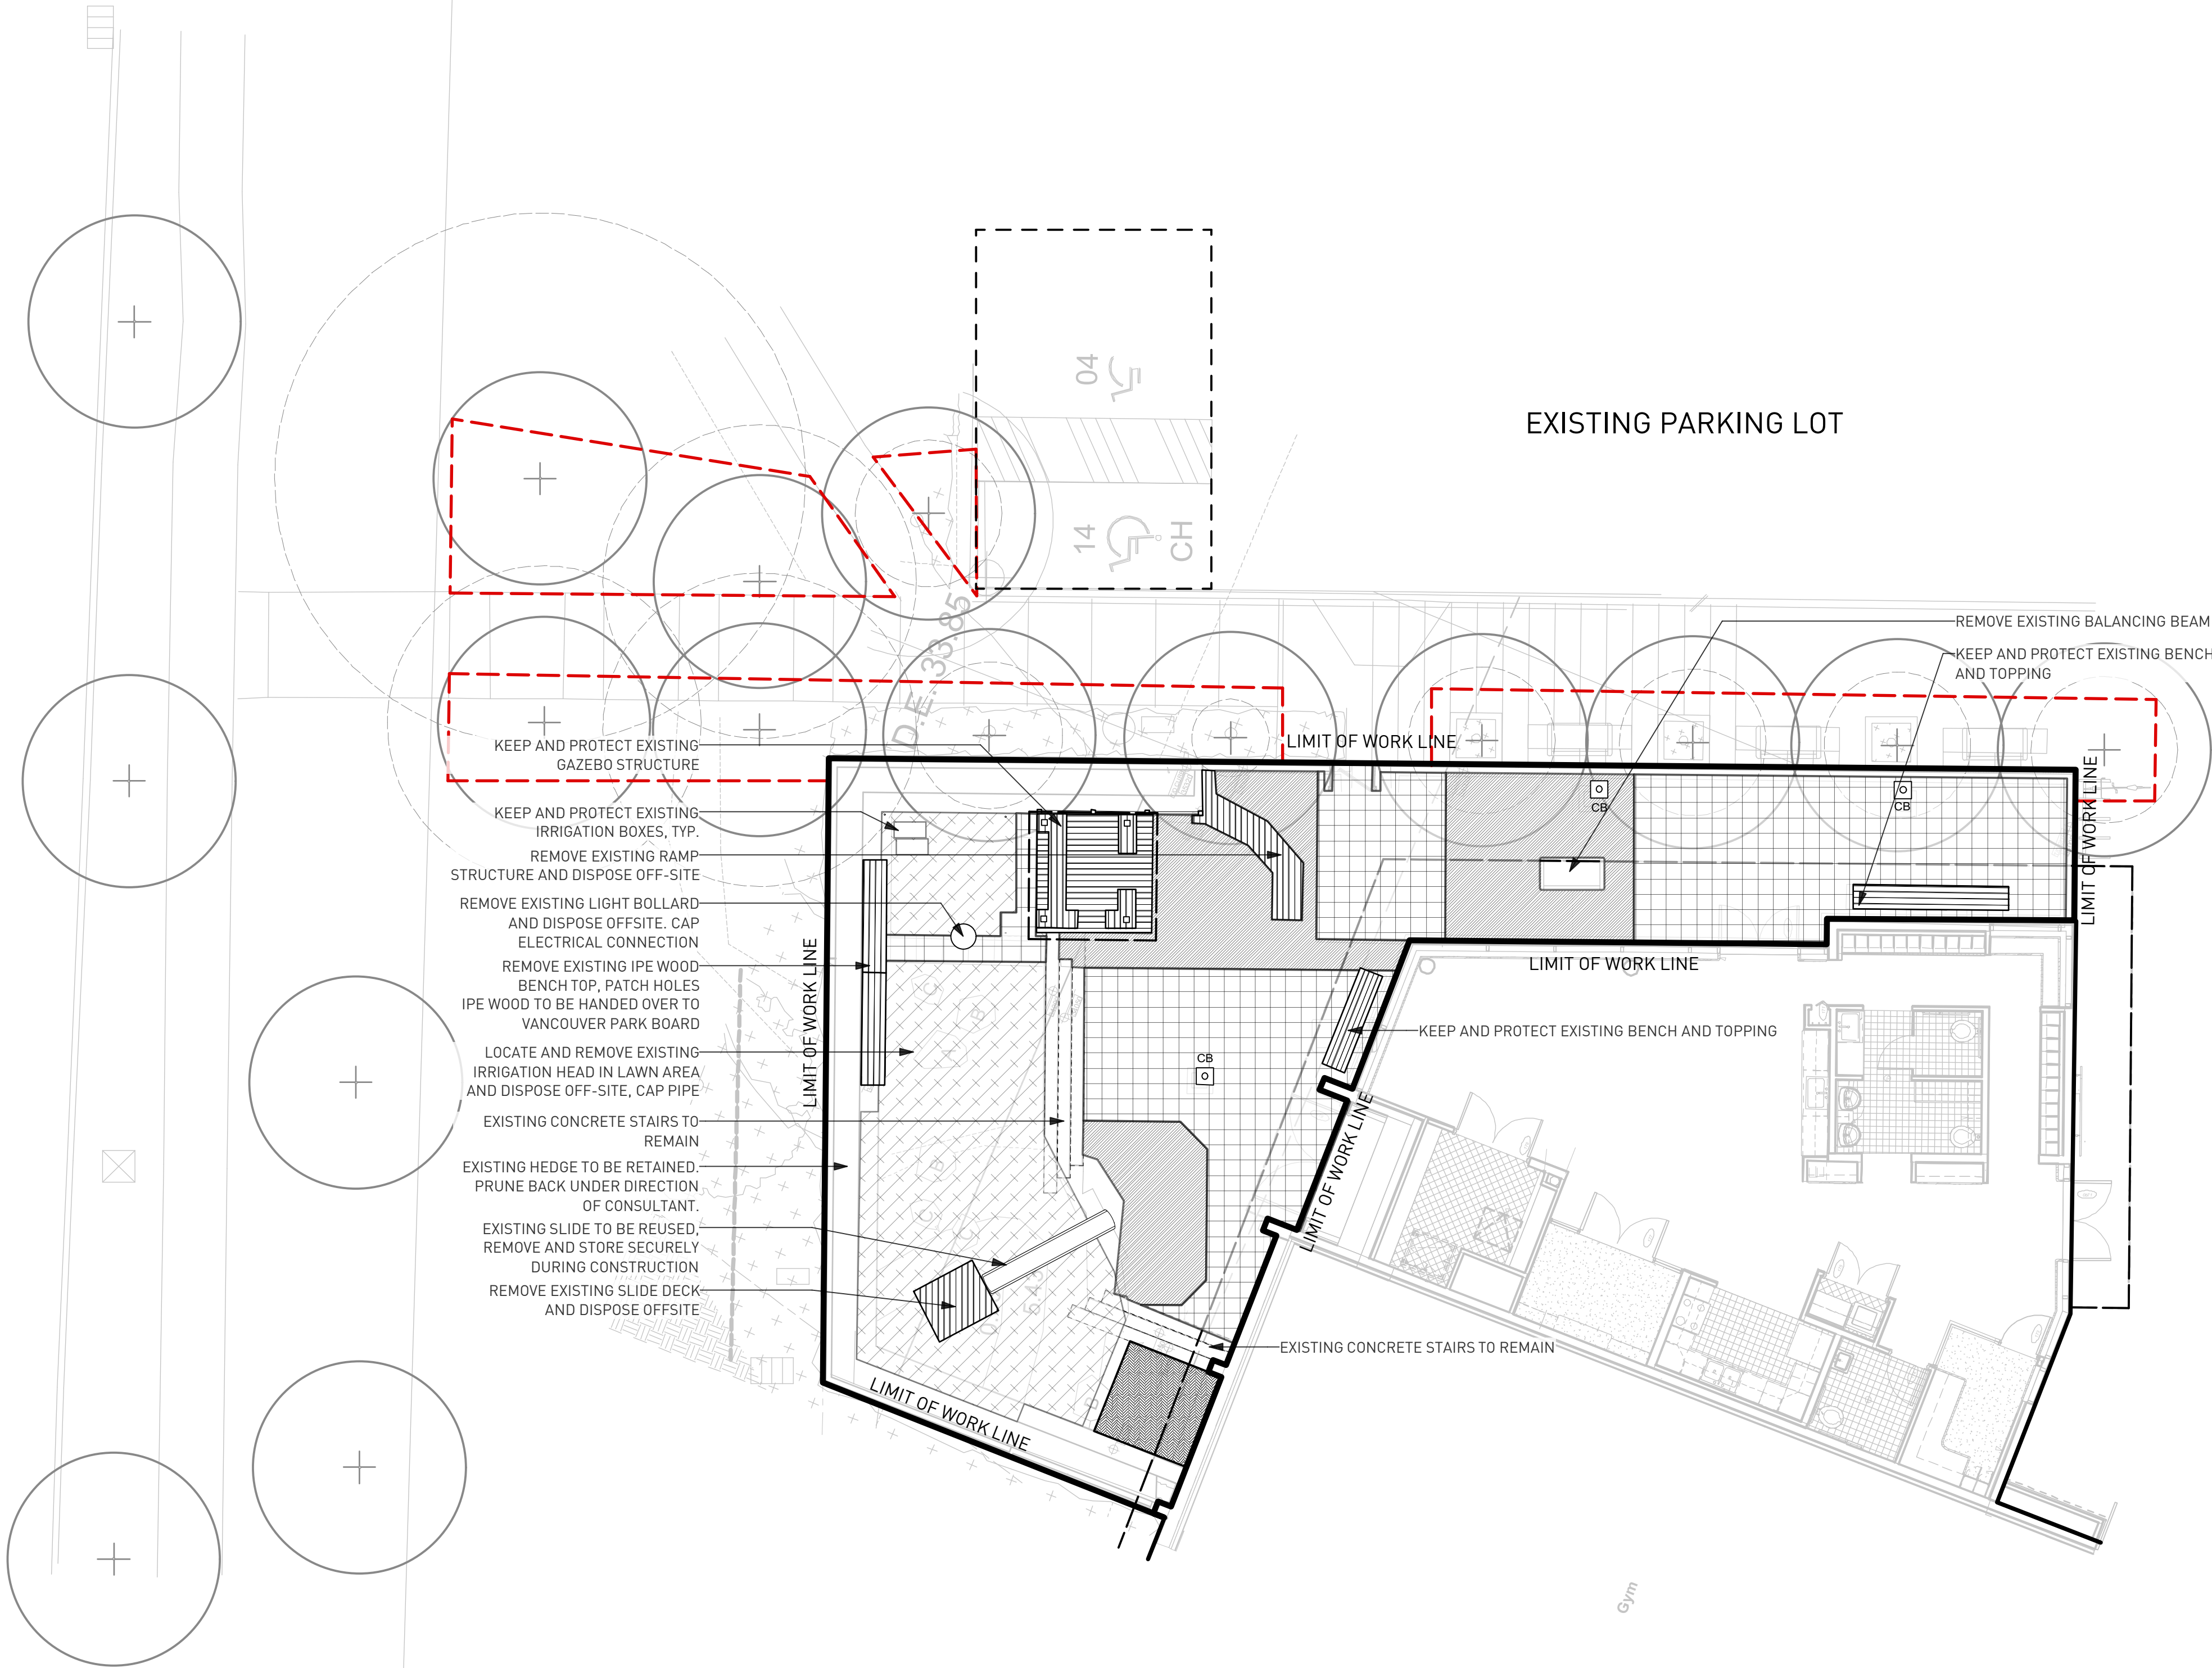 04
EXISTING PARKING LOT
14
CH
D.E. 33.85
REMOVE EXISTING BALANCING BEAM
KEEP AND PROTECT EXISTING BENCH
AND TOPPING
LIMIT OF WORK LINE
KEEP AND PROTECT EXISTING
GAZEBO STRUCTURE
CB
CB
LIMIT OF WORK LINE
KEEP AND PROTECT EXISTING
IRRIGATION BOXES, TYP.
REMOVE EXISTING RAMP
STRUCTURE AND DISPOSE OFF-SITE
REMOVE EXISTING LIGHT BOLLARD
AND DISPOSE OFFSITE. CAP
ELECTRICAL CONNECTION
REMOVE EXISTING IPE WOOD
BENCH TOP, PATCH HOLES
IPE WOOD TO BE HANDED OVER TO
VANCOUVER PARK BOARD
LIMIT OF WORK LINE
LIMIT OF WORK LINE
KEEP AND PROTECT EXISTING BENCH AND TOPPING
LOCATE AND REMOVE EXISTING
IRRIGATION HEAD IN LAWN AREA
AND DISPOSE OFF-SITE, CAP PIPE
CB
EXISTING CONCRETE STAIRS TO
REMAIN
LIMIT OF WORK LINE
EXISTING HEDGE TO BE RETAINED.
PRUNE BACK UNDER DIRECTION
OF CONSULTANT.
EXISTING SLIDE TO BE REUSED,
REMOVE AND STORE SECURELY
DURING CONSTRUCTION
REMOVE EXISTING SLIDE DECK
AND DISPOSE OFFSITE
EXISTING CONCRETE STAIRS TO REMAIN
LIMIT OF WORK LINE
Gym